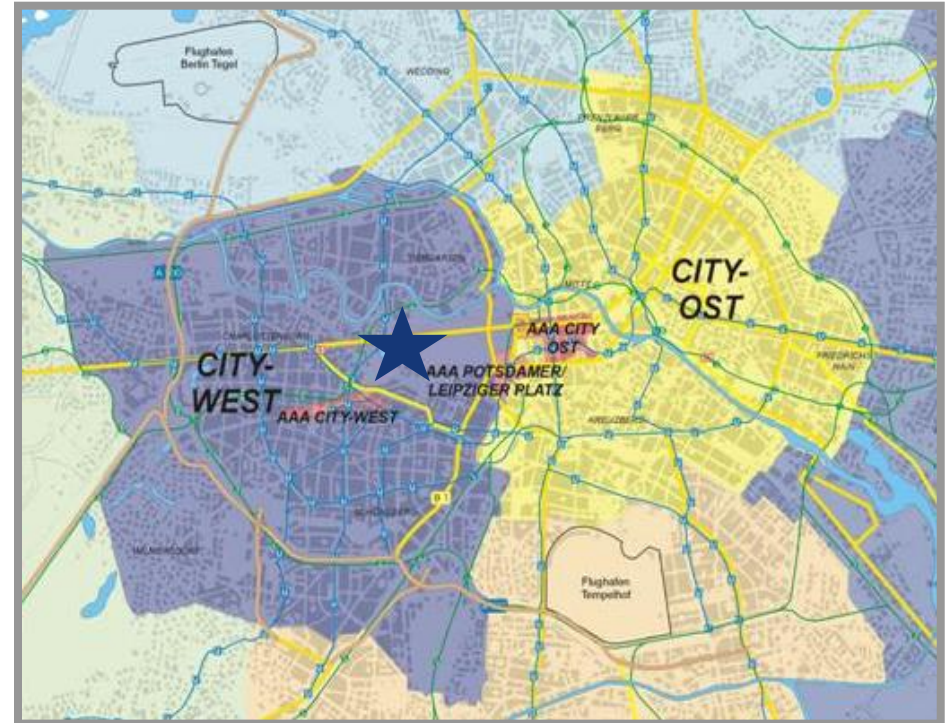 Flughafen
Berlin Tegel
WEDDING
PRENZLAUER
BERG
TIERGARTEN
CITY-
OST
MITTE
A 100
CHARLOTTENBURG
AAA CITY
OST
CITY-
WEST
AAA POTSDAMER/
LEIPZIGER PLATZ
FRIEDRICHS
HAIN
AAA CITY-WEST
KREUZBERG
B 1
SCHÖNEBERG
WILMERSDORF
Flughafen
Tempelhof